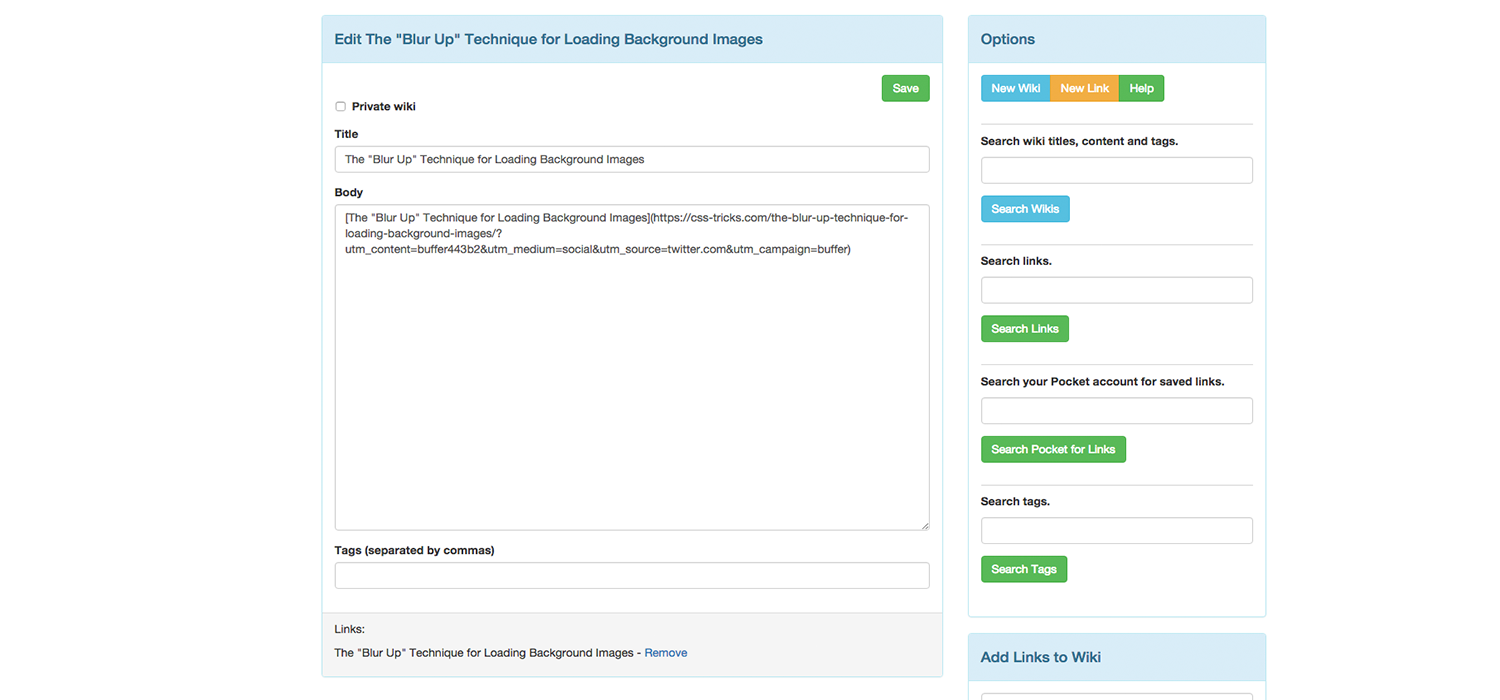 Edit The "Blur Up" Technique for Loading Background Images
Save
Private wiki
Title
The "Blur Up" Technique for Loading Background Images
Body
[The "Blur Up" Technique for Loading Background Images](https://css-tricks.com/the-blur-up-technique-for-
loading-background-images/?
utm_content=buffer443b2&utm_medium=social&utm_source=twitter.com&utm_campaign=buffer)
Tags (separated by commas)
Links:
The "Blur Up" Technique for Loading Background Images - Remove
Options
New Wiki New Link Help
Search wiki titles, content and tags.
Search Wikis
Search links.
Search Links
Search your Pocket account for saved links.
Search Pocket for Links
Search tags.
Search Tags
Add Links to Wiki